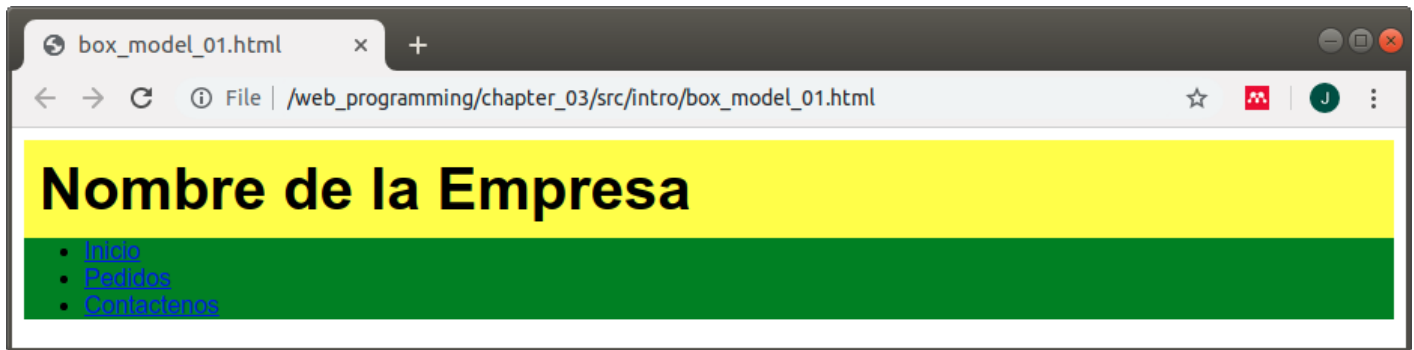 box_model_01.html
File | /web_programming/chapter_03/src/intro/box_model_01.html J
Nombre de la Empresa
Inicio
Pedidos
Contactenos